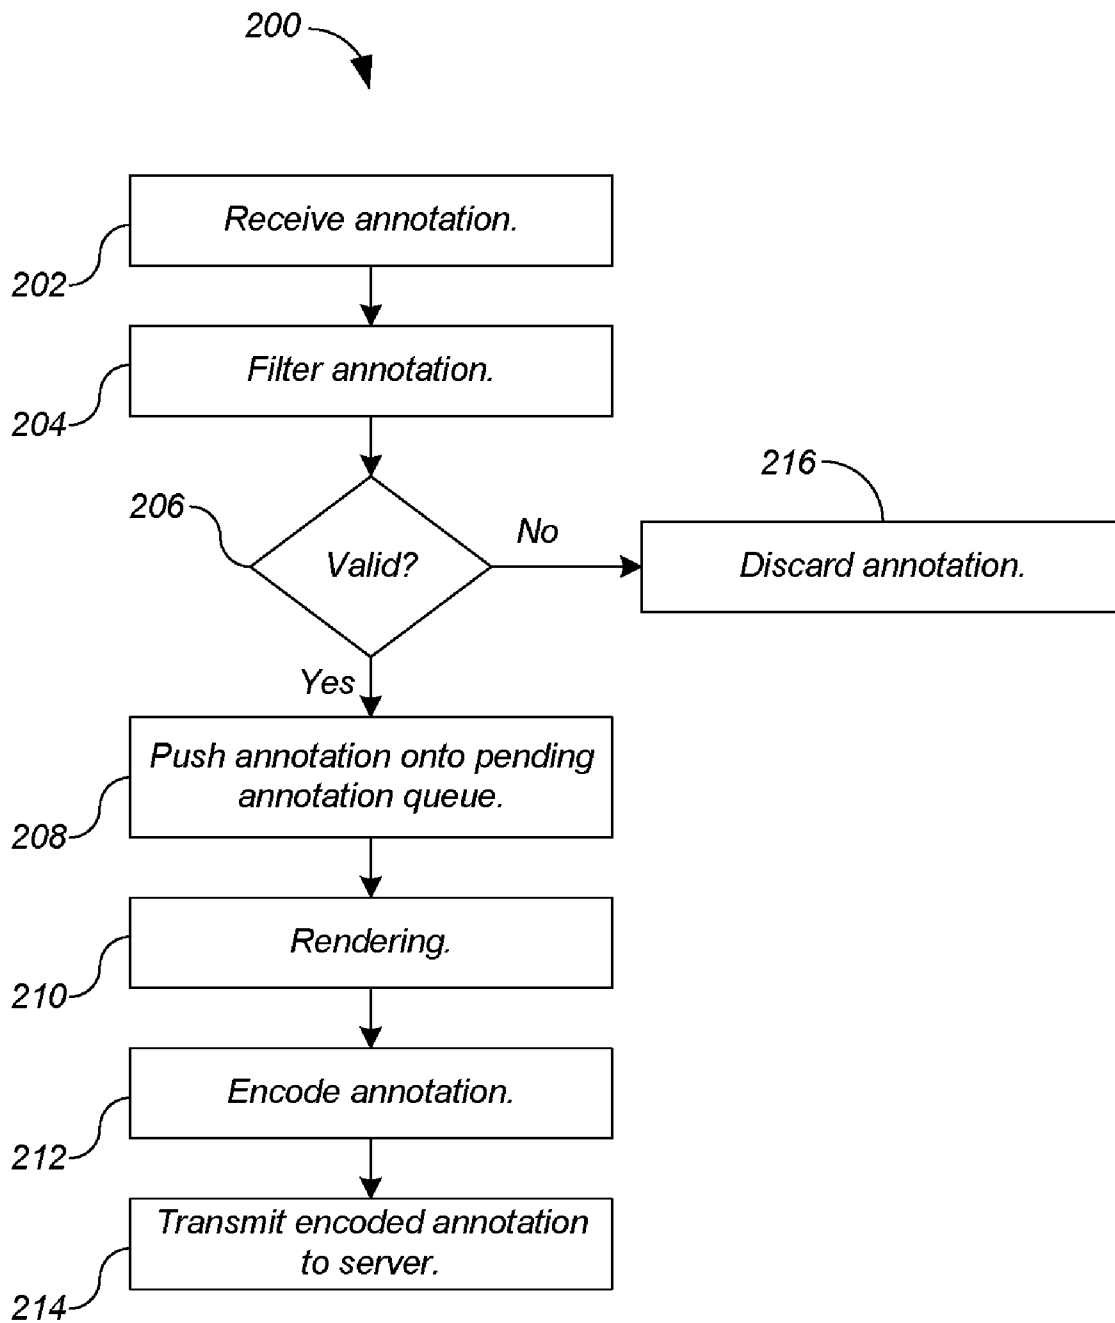 200
Receive annotation.
202
Filter annotation.
204
216
206
No
Valid?
Discard annotation.
Yes
Push annotation onto pending
annotation queue.
208
Rendering.
210
Encode annotation.
212
Transmit encoded annotation
to server.
214